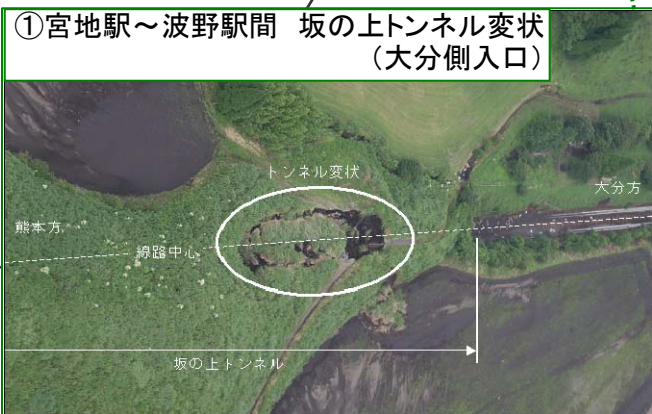 ①宮地駅～波野駅間 坂の上トンネル変状
（大分側入口）
トンネル変状
大分方
熊本方
線路中心
坂の上トンネル